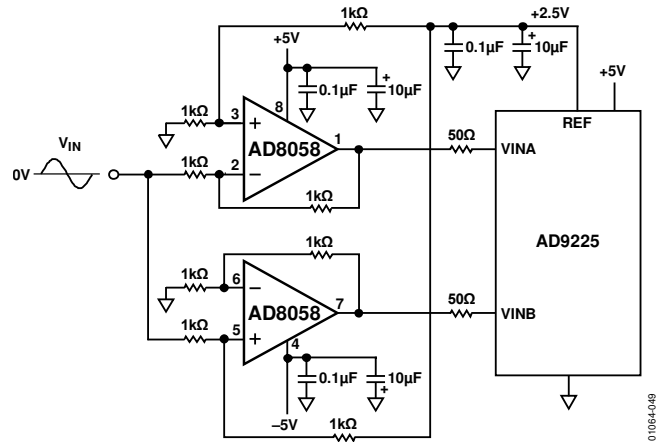 1kΩ
+2.5V
+5V
0.1µF
+
10µF
+5V
0.1µF
+
10µF
8
1kΩ
3
+
REF
VIN
AD8058
1
50Ω
VINA
0V
1kΩ
2
–
1kΩ
AD9225
1kΩ
1kΩ
6
–
AD8058
7
50Ω
VINB
1kΩ
5
+
4
0.1µF
10µF
+
–5V
1kΩ
01064-049